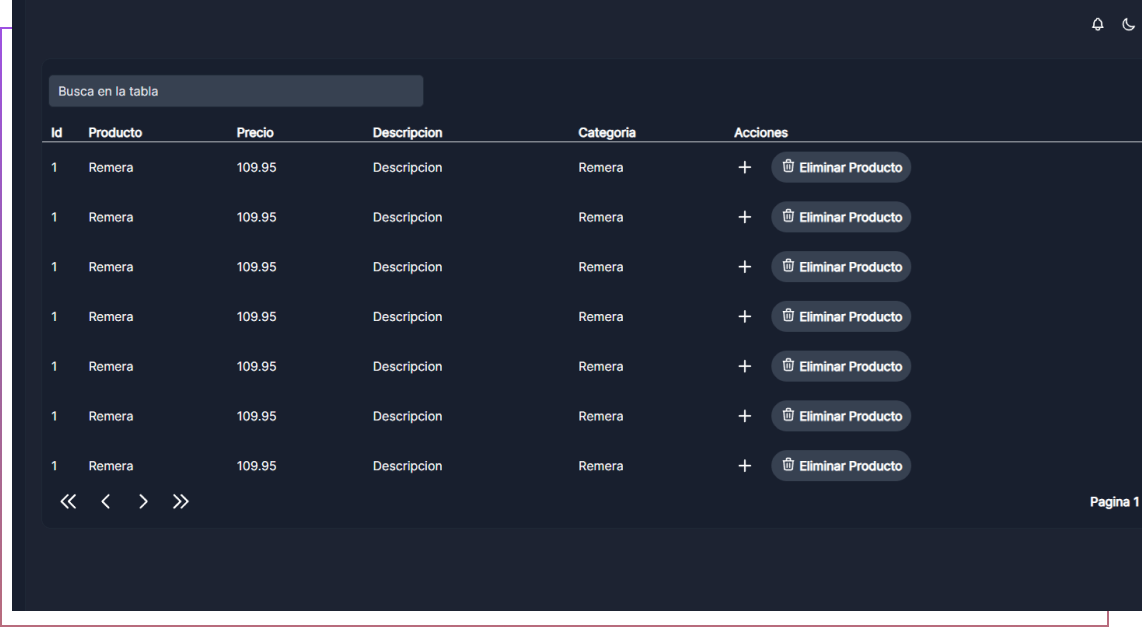 Busca en la tabla
Id Producto Precio Descripcion Categoria Acciones
1 Remera 109.95 Descripcion Remera + Eliminar Producto
1 Remera 109.95 Descripcion Remera + Eliminar Producto
1 Remera 109.95 Descripcion Remera + Eliminar Producto
1 Remera 109.95 Descripcion Remera + Eliminar Producto
1 Remera 109.95 Descripcion Remera + Eliminar Producto
1 Remera 109.95 Descripcion Remera + Eliminar Producto
1 Remera 109.95 Descripcion Remera + Eliminar Producto
Pagina 1